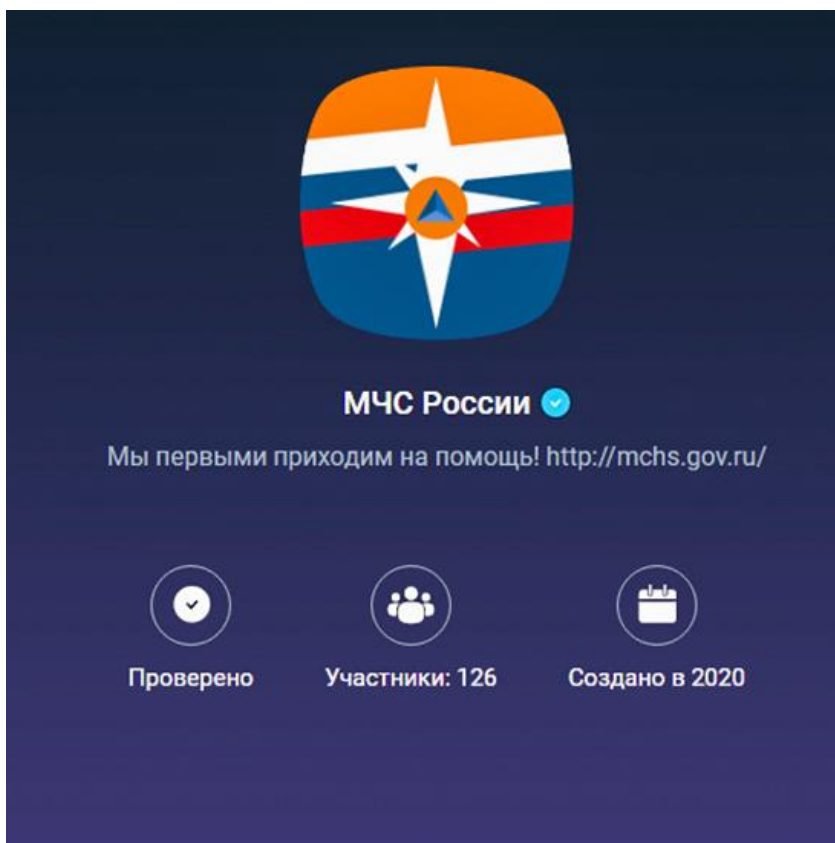 МЧС России
Мы первыми приходим на помощь! http://mchs.gov.ru/
Проверено
Участники: 126
Создано в 2020